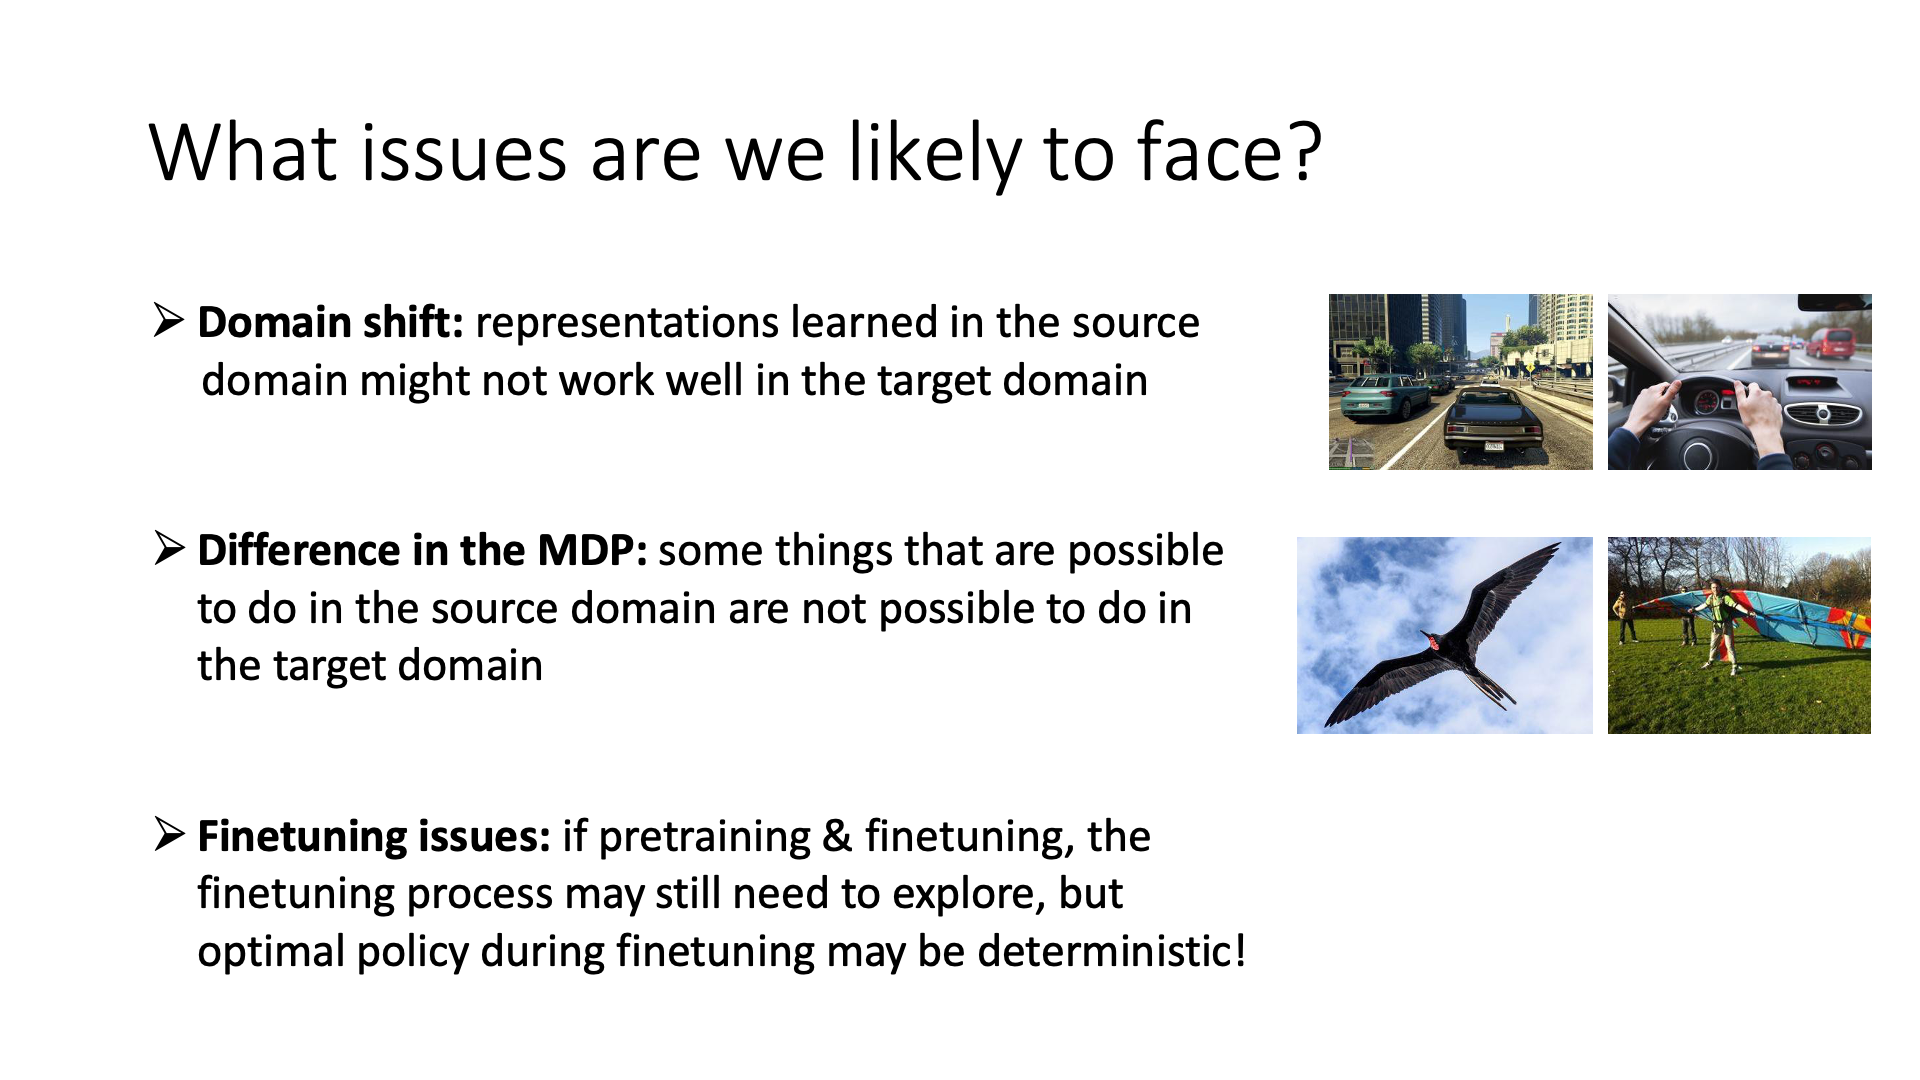 What issues are we likely to face?
➢ Domain shift: representations learned in the source
domain might not work well in the target domain
➢ Difference in the MDP: some things that are possible
to do in the source domain are not possible to do in
the target domain
➢ Finetuning issues: if pretraining & finetuning, the
finetuning process may still need to explore, but
optimal policy during finetuning may be deterministic!